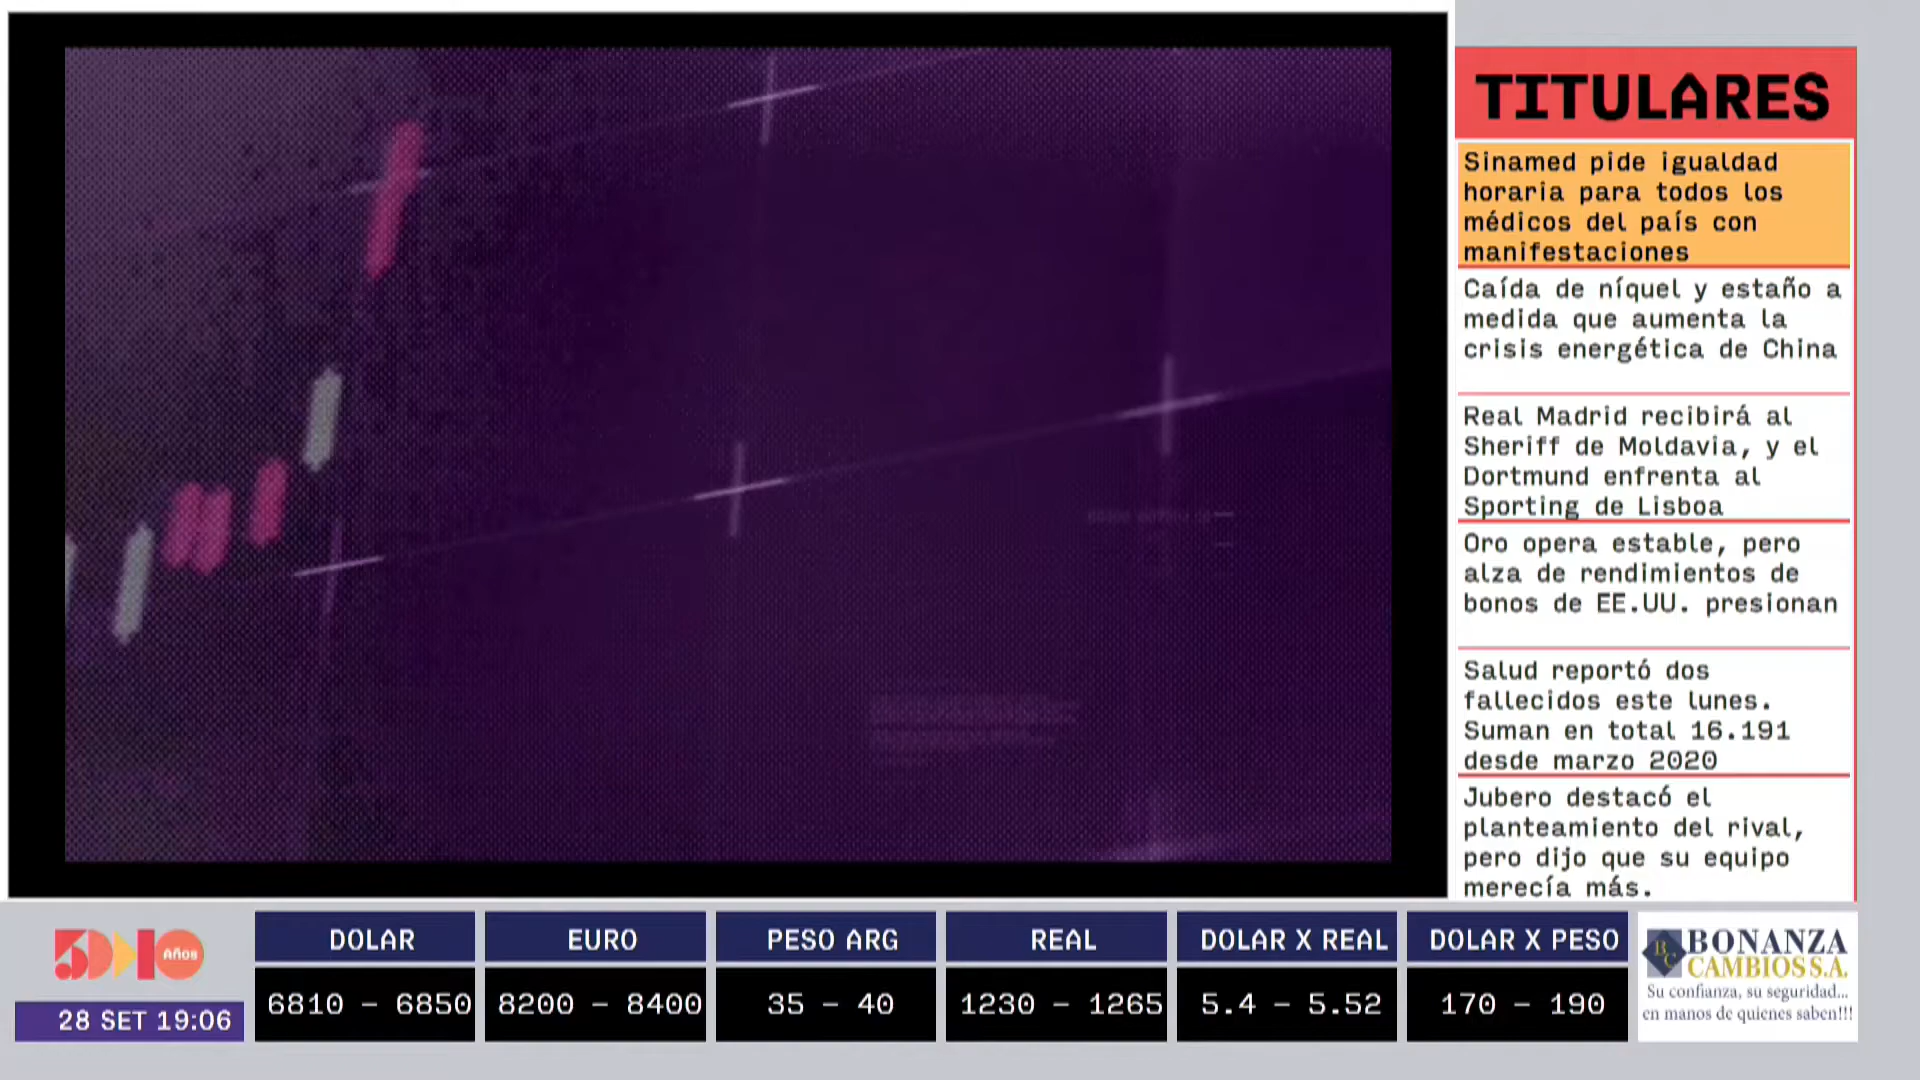 TITULARES
Sinamed pide igualdad
horaria para todos los
médicos del país con
manifestaciones
Caída de níquel y estaño a
medida que aumenta la
crisis energética de China
Real Madrid recibirá al
Sheriff de Moldavia, y el
Dortmund enfrenta al
Sporting de Lisboa
Oro opera estable, pero
alza de rendimientos de
bonos de EE.UU. presionan
Salud reportó dos
fallecidos este lunes.
Suman en total 16.191
desde marzo 2020
Jubero destacó el
planteamiento del rival,
pero dijo que su equipo
merecía más.
Años
28 SET 19:06
DOLAR
6810 - 6850
EURO
8200 - 8400
PESO ARG
35 - 40
REAL
1230 - 1265
DOLAR X REAL
5.4 - 5.52
DOLAR X PESO
170 - 190
BC
BONANZA
CAMBIOS S.A.
Su confianza, su seguridad...
en manos de quienes saben!!!